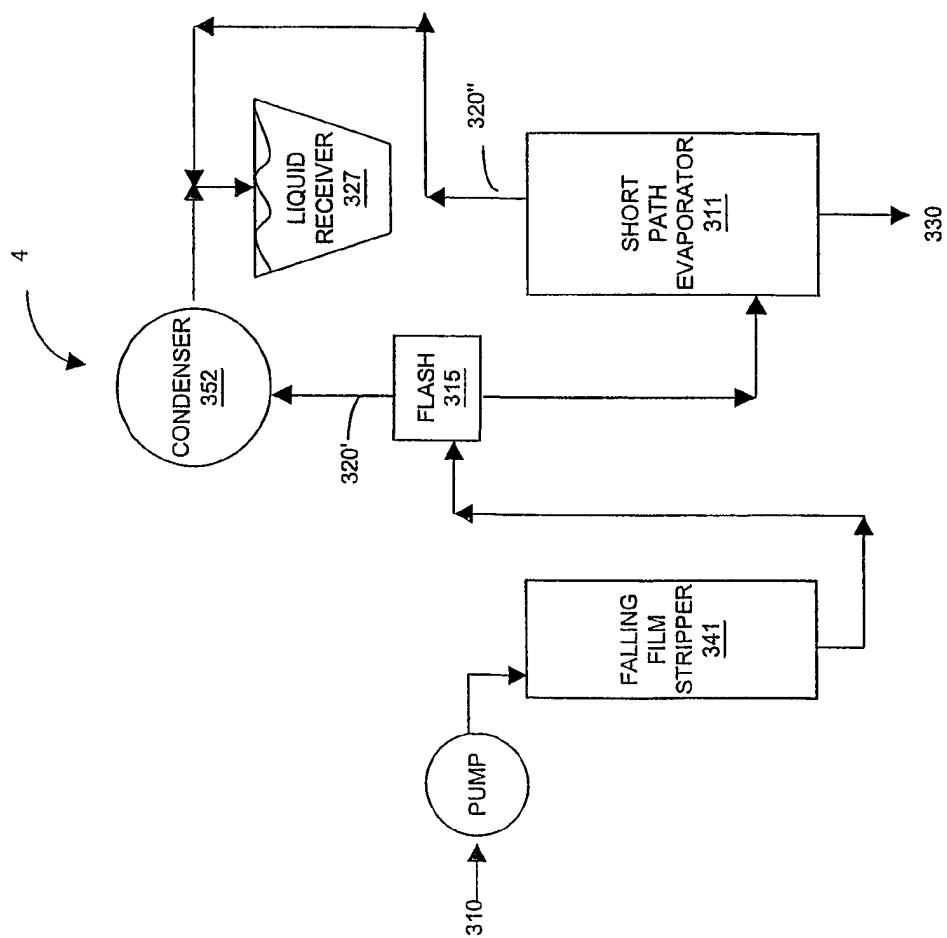 4
CONDENSER
352
LIQUID
RECEIVER
327
320'
320"
FLASH
315
SHORT
PATH
EVAPORATOR
311
330
FALLING
FILM
STRIPPER
341
PUMP
310